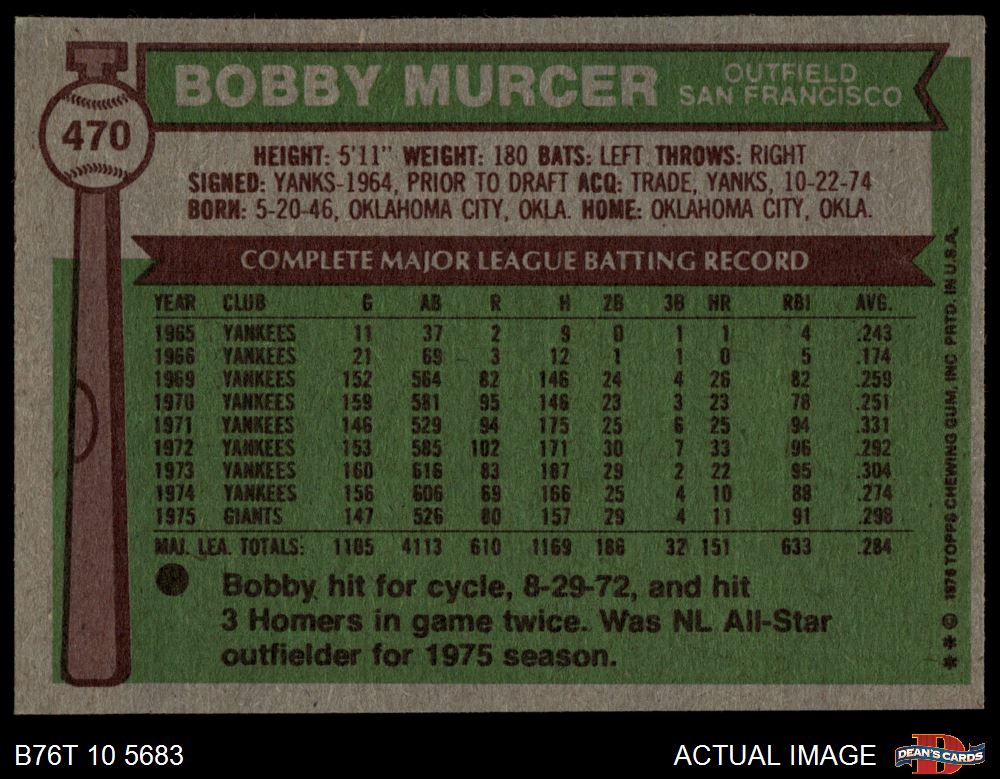 BOBBY MURCER
OUTFIELD
SAN FRANCISCO
470
HEIGHT: 5'11" WEIGHT: 180 BATS: LEFT THROWS: RIGHT
SIGNED: YANKS-1964, PRIOR TO DRAFT ACQ: TRADE, YANKS, 10-22-74
BORN: 5-20-46, OKLAHOMA CITY, OKLA. HOME: OKLAHOMA CITY, OKLA.
COMPLETE MAJOR LEAGUE BATTING RECORD
YEAR CLUB G AB R H 2B 3B HR RBI AVG.
1965 YANKEES 11 37 2 9 0 1 1 4 .243
1966 YANKEES 21 69 3 12 1 1 0 5 .174
1969 YANKEES 152 564 82 146 24 4 26 82 .259
1970 YANKEES 159 581 95 146 23 3 23 78 .251
1971 YANKEES 146 529 94 175 25 6 25 94 .331
1972 YANKEES 153 585 102 171 30 7 33 96 .292
1973 YANKEES 160 616 83 187 29 2 22 95 .304
1974 YANKEES 156 606 69 166 25 4 10 88 .274
1975 GIANTS 147 526 80 157 29 4 11 91 .298
MAJ. LEA. TOTALS: 1105 4113 610 1169 186 32 151 633 .284
Bobby hit for cycle, 8-29-72, and hit
3 Homers in game twice. Was NL All-Star
outfielder for 1975 season.
* * © 1976 TOPPS CHEWING GUM, INC. PRTD. IN U.S.A.
B76T 10 5683
ACTUAL IMAGE
D
DEAN'S CARDS